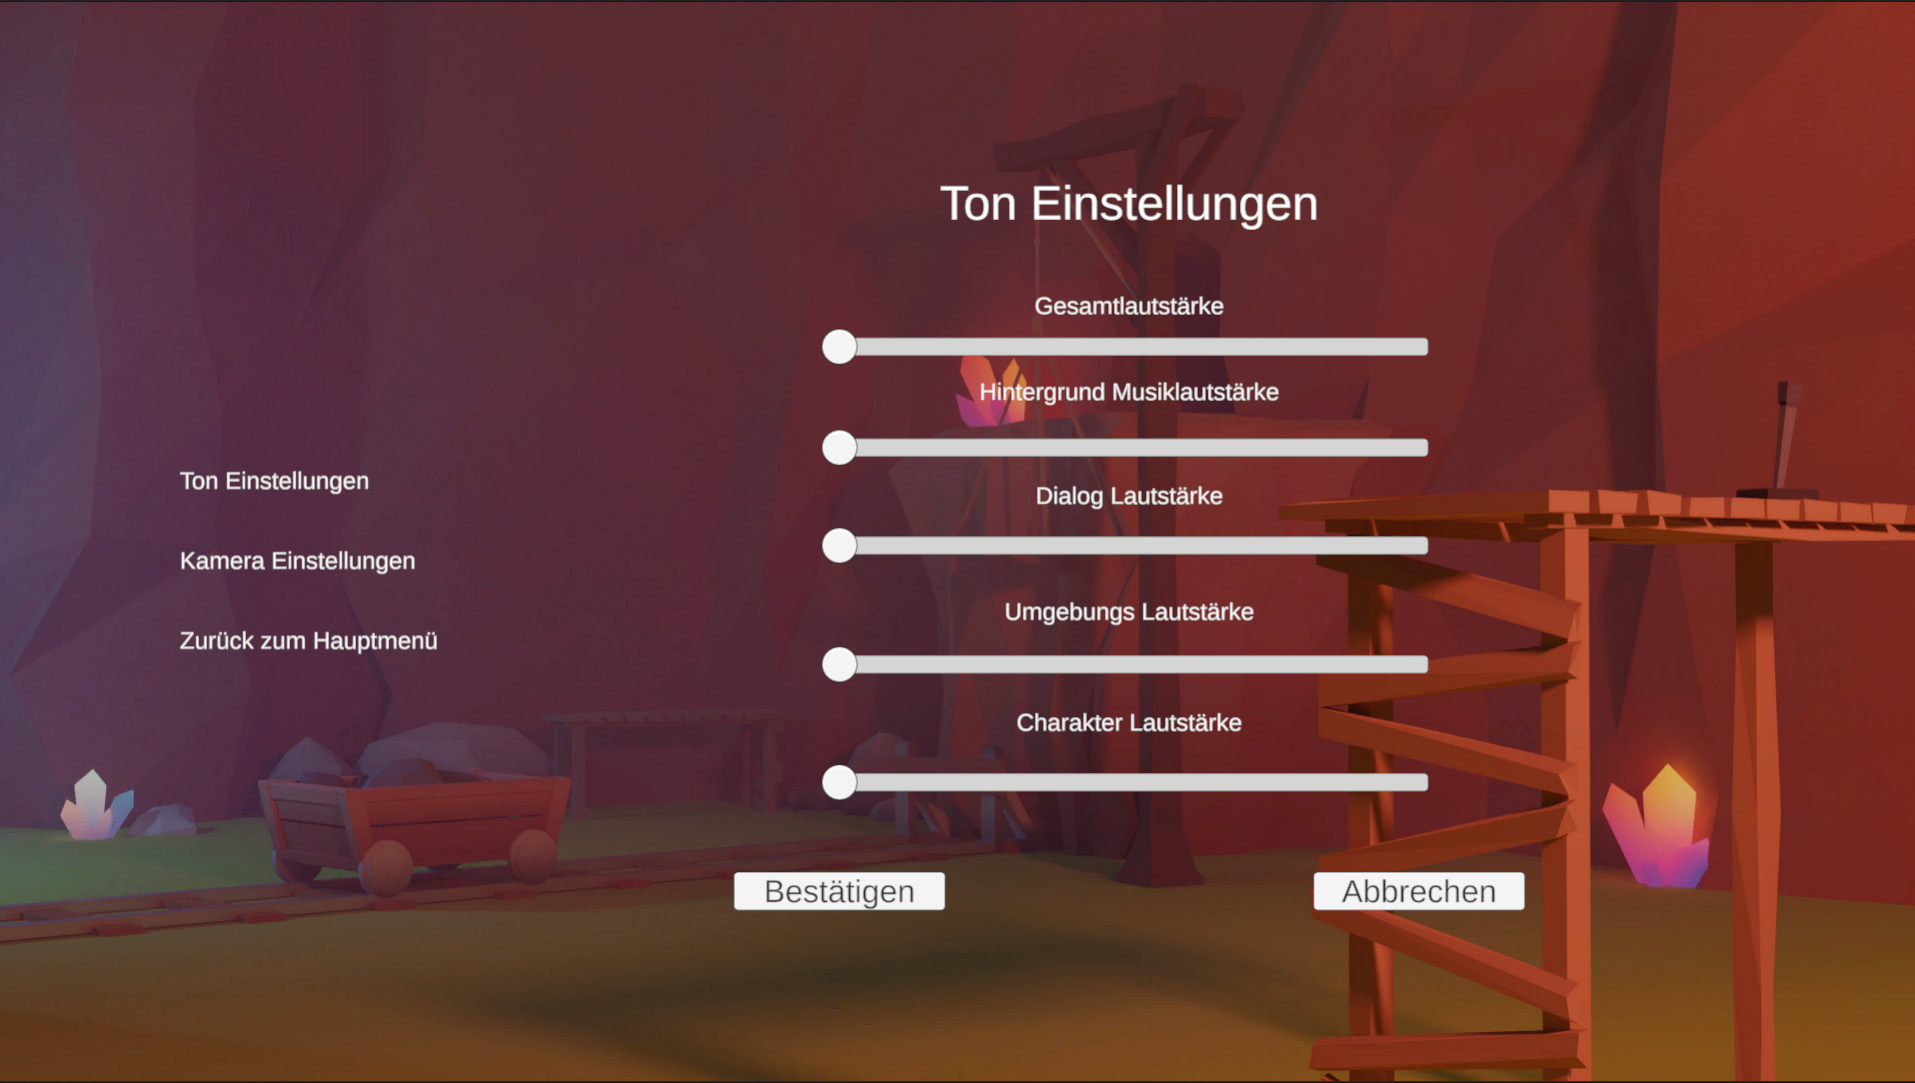 Ton Einstellungen
Kamera Einstellungen
Zurück zum Hauptmenü
Ton Einstellungen
Gesamtlautstärke
Hintergrund Musiklautstärke
Dialog Lautstärke
Umgebungs Lautstärke
Charakter Lautstärke
Bestätigen
Abbrechen